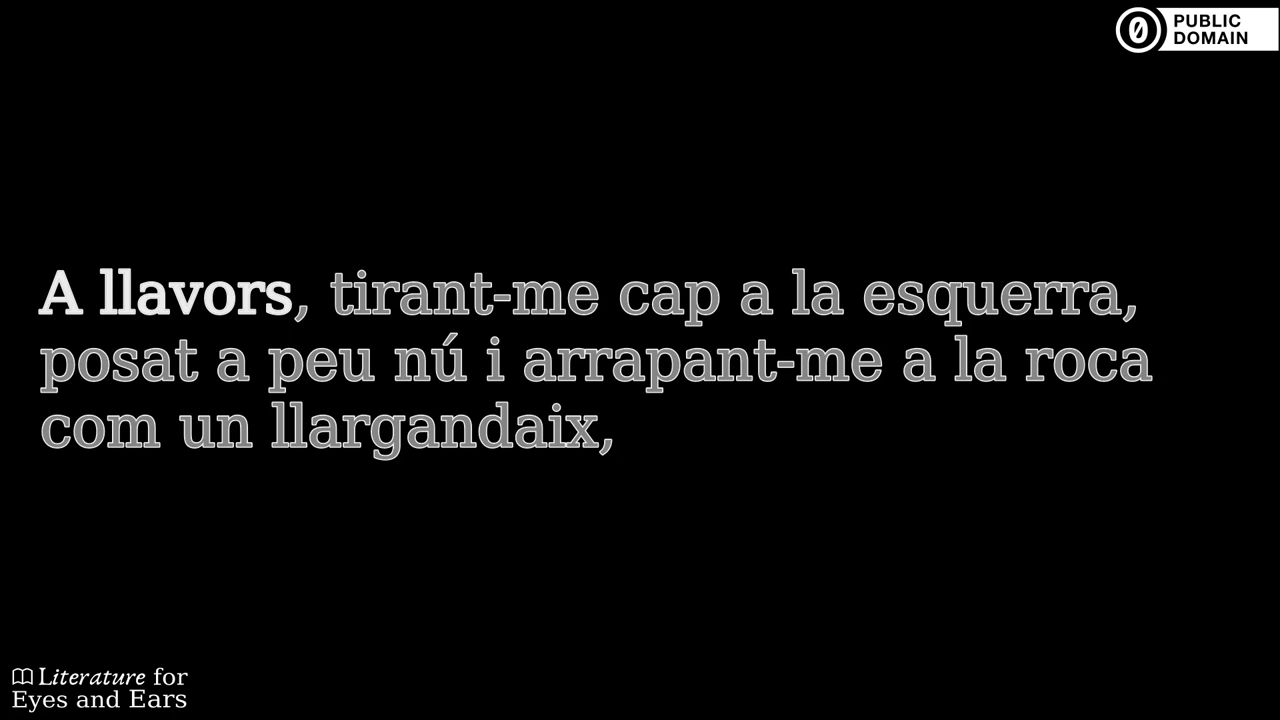 PUBLIC
DOMAIN
A llavors, tirant-me cap a la esquerra,
posat a peu nú i arrapant-me a la roca
com un llargandaix,
Literature for
Eyes and Ears